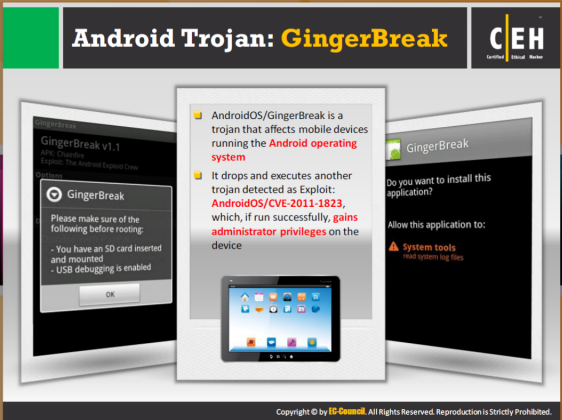 Android Trojan: GingerBreak
C|EH
Certified Ethical Hacker
GingerBreak
GingerBreak v1.1
APK: Chainfire
Exploit: The Android Exploid Crew
Options
GingerBreak
Please make sure of the
following before rooting:
- You have an SD card inserted
and mounted
- USB debugging is enabled
OK
AndroidOS/GingerBreak is a
trojan that affects mobile devices
running the Android operating
system
It drops and executes another
trojan detected as Exploit:
AndroidOS/CVE-2011-1823,
which, if run successfully, gains
administrator privileges on the
device
GingerBreak
Do you want to install this
application?
Allow this application to:
System tools
read system log files
Copyright © by EC-Council. All Rights Reserved. Reproduction is Strictly Prohibited.